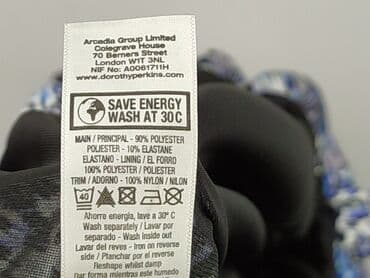 Arcadia Group Limited
Colegrave House
70 Berners Street
London W1T 3NL
NIF No: A0061711H
www.dorothyperkins.com
SAVE ENERGY
WASH AT 30C
MAIN / PRINCIPAL - 90% POLYESTER
POLIESTER - 10% ELASTANE
ELASTANO - LINING / EL FORRO
100% POLYESTER / POLIESTER
TRIM / ADORNO - 100% NYLON / NILON
40
Ahorre energia, lave a 30° C
Wash separately / Lavar por
separado - Wash inside out
Lavar del reves - Iron on reverse
side / Planchar por el reverso
Reshape whilst damp